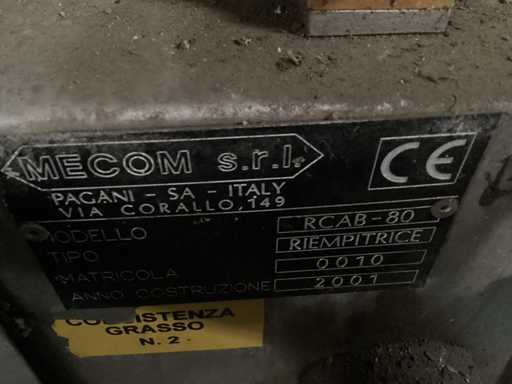 MECOM s.r.l.
CE
PAGANI - SA - ITALY
VIA CORALLO, 149
MODELLO RCAB-80
TIPO RIEMPITRICE
MATRICOLA 0010
ANNO COSTRUZIONE 2001
CONSISTENZA
GRASSO
N. 2